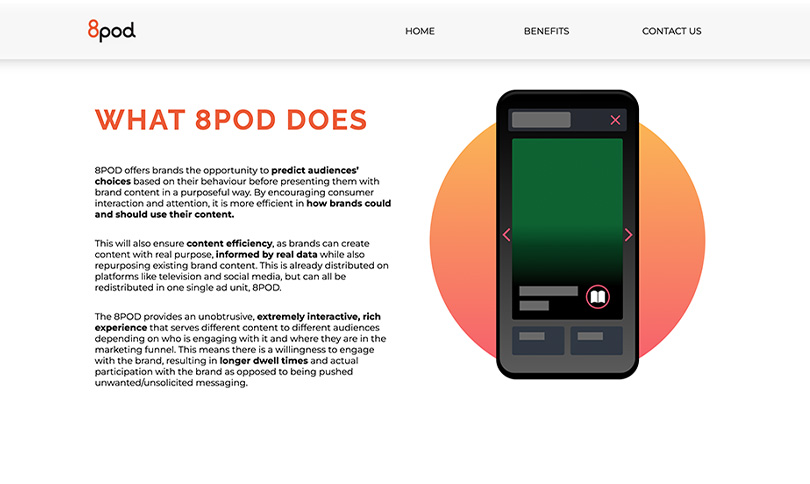 8pod
HOME
BENEFITS
CONTACT US
WHAT 8POD DOES
8POD offers brands the opportunity to predict audiences'
choices based on their behaviour before presenting them with
brand content in a purposeful way. By encouraging consumer
interaction and attention, it is more efficient in how brands could
and should use their content.
This will also ensure content efficiency, as brands can create
content with real purpose, informed by real data while also
repurposing existing brand content. This is already distributed on
platforms like television and social media, but can all be
redistributed in one single ad unit, 8POD.
The 8POD provides an unobtrusive, extremely interactive, rich
experience that serves different content to different audiences
depending on who is engaging with it and where they are in the
marketing funnel. This means there is a willingness to engage
with the brand, resulting in longer dwell times and actual
participation with the brand as opposed to being pushed
unwanted/unsolicited messaging.